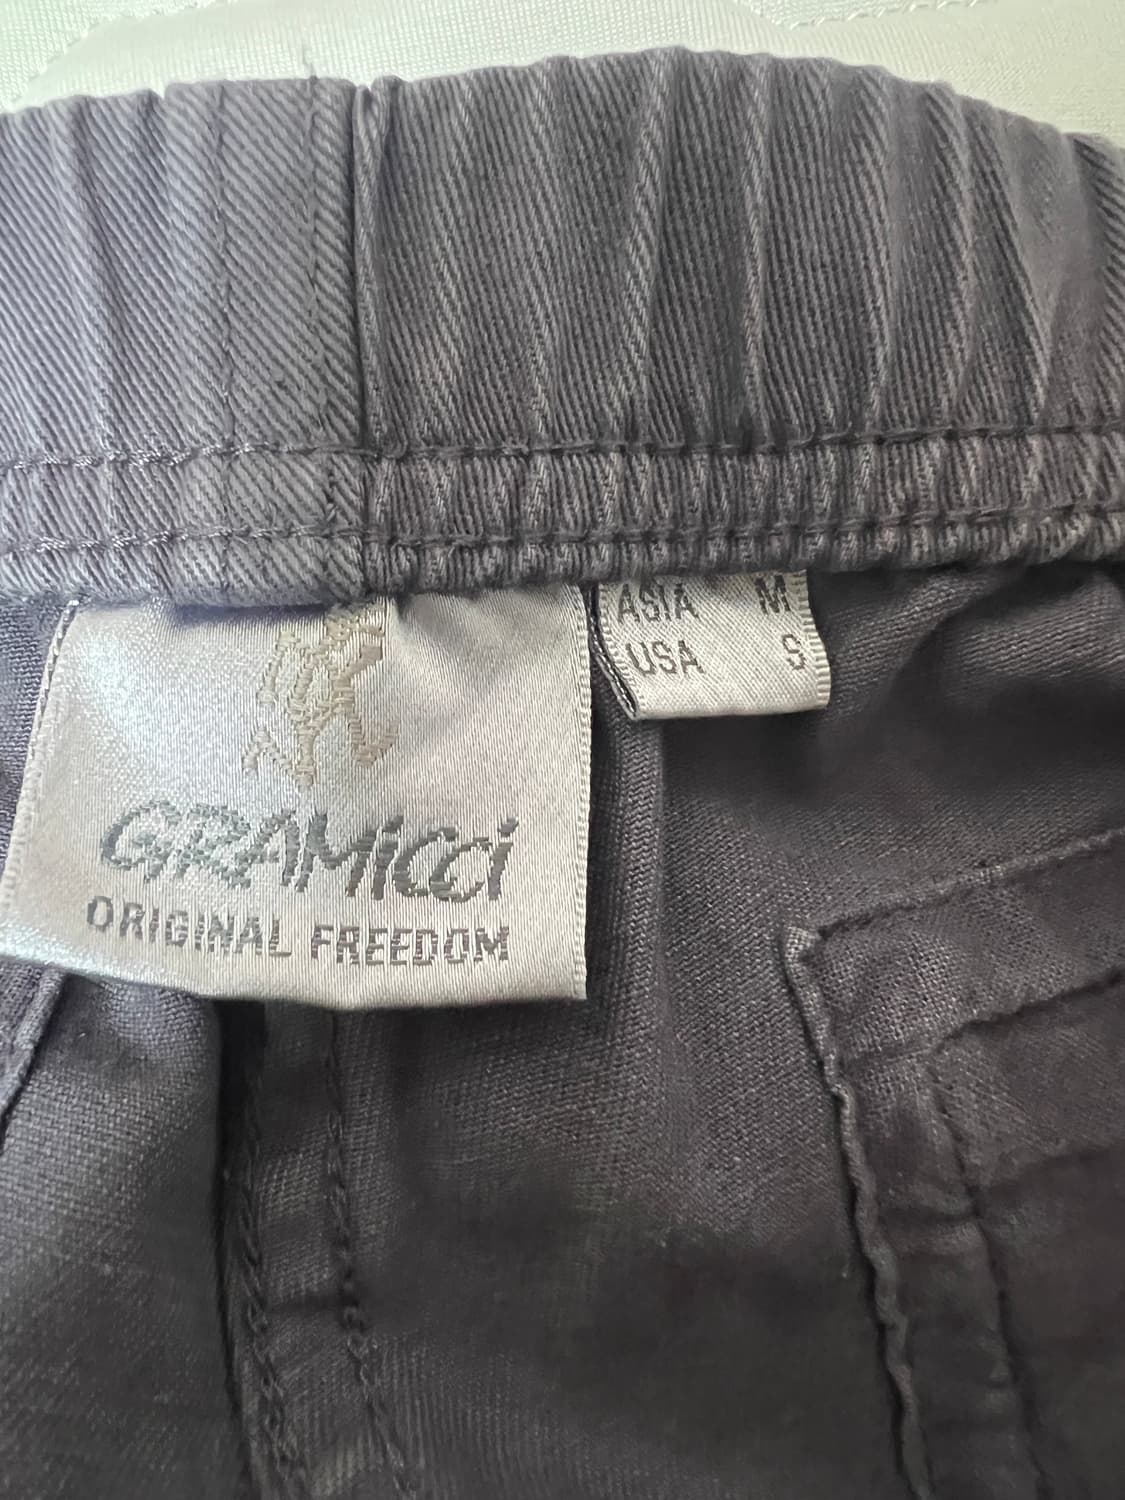 GRAMiCCi
ORIGINAL FREEDOM
ASIA M
USA S